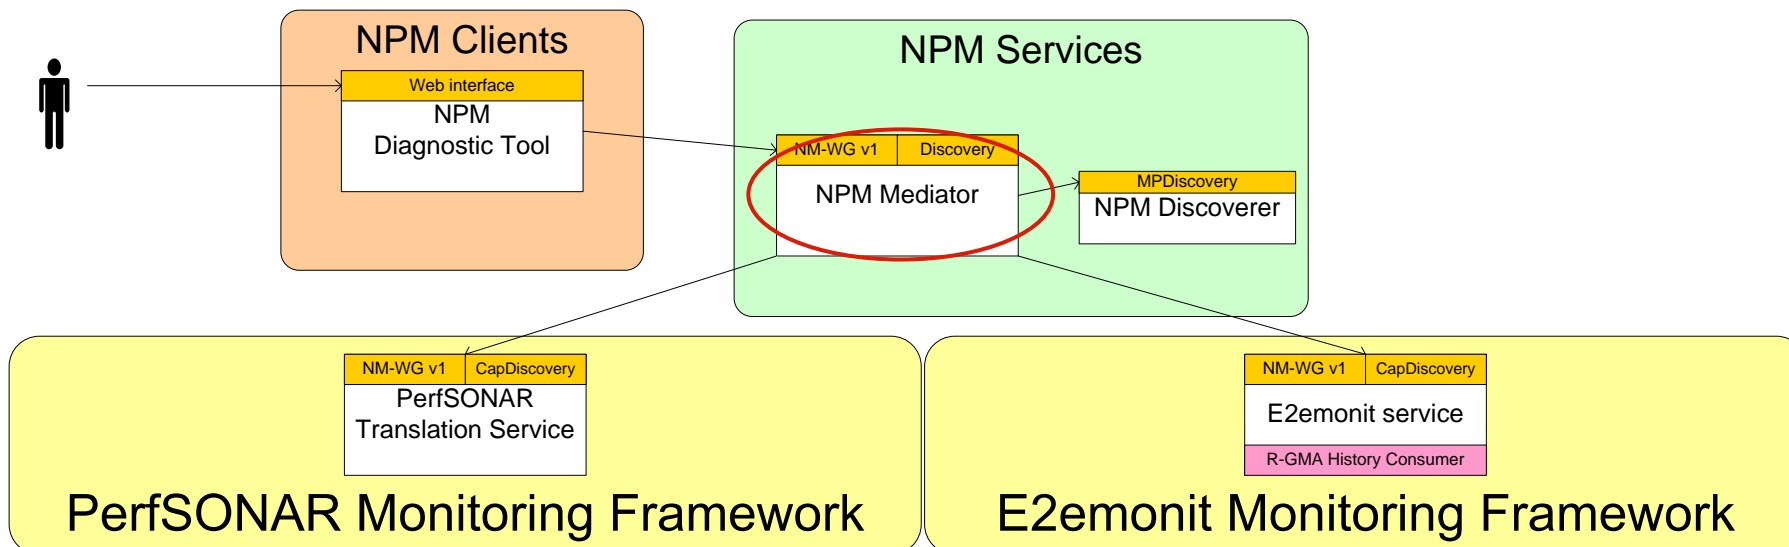 NPM Clients
Web interface
NPM
Diagnostic Tool
NPM Services
NM-WG v1 Discovery
NPM Mediator
MPDiscovery
NPM Discoverer
NM-WG v1 CapDiscovery
PerfSONAR
Translation Service
PerfSONAR Monitoring Framework
NM-WG v1 CapDiscovery
E2emonit service
R-GMA History Consumer
E2emonit Monitoring Framework